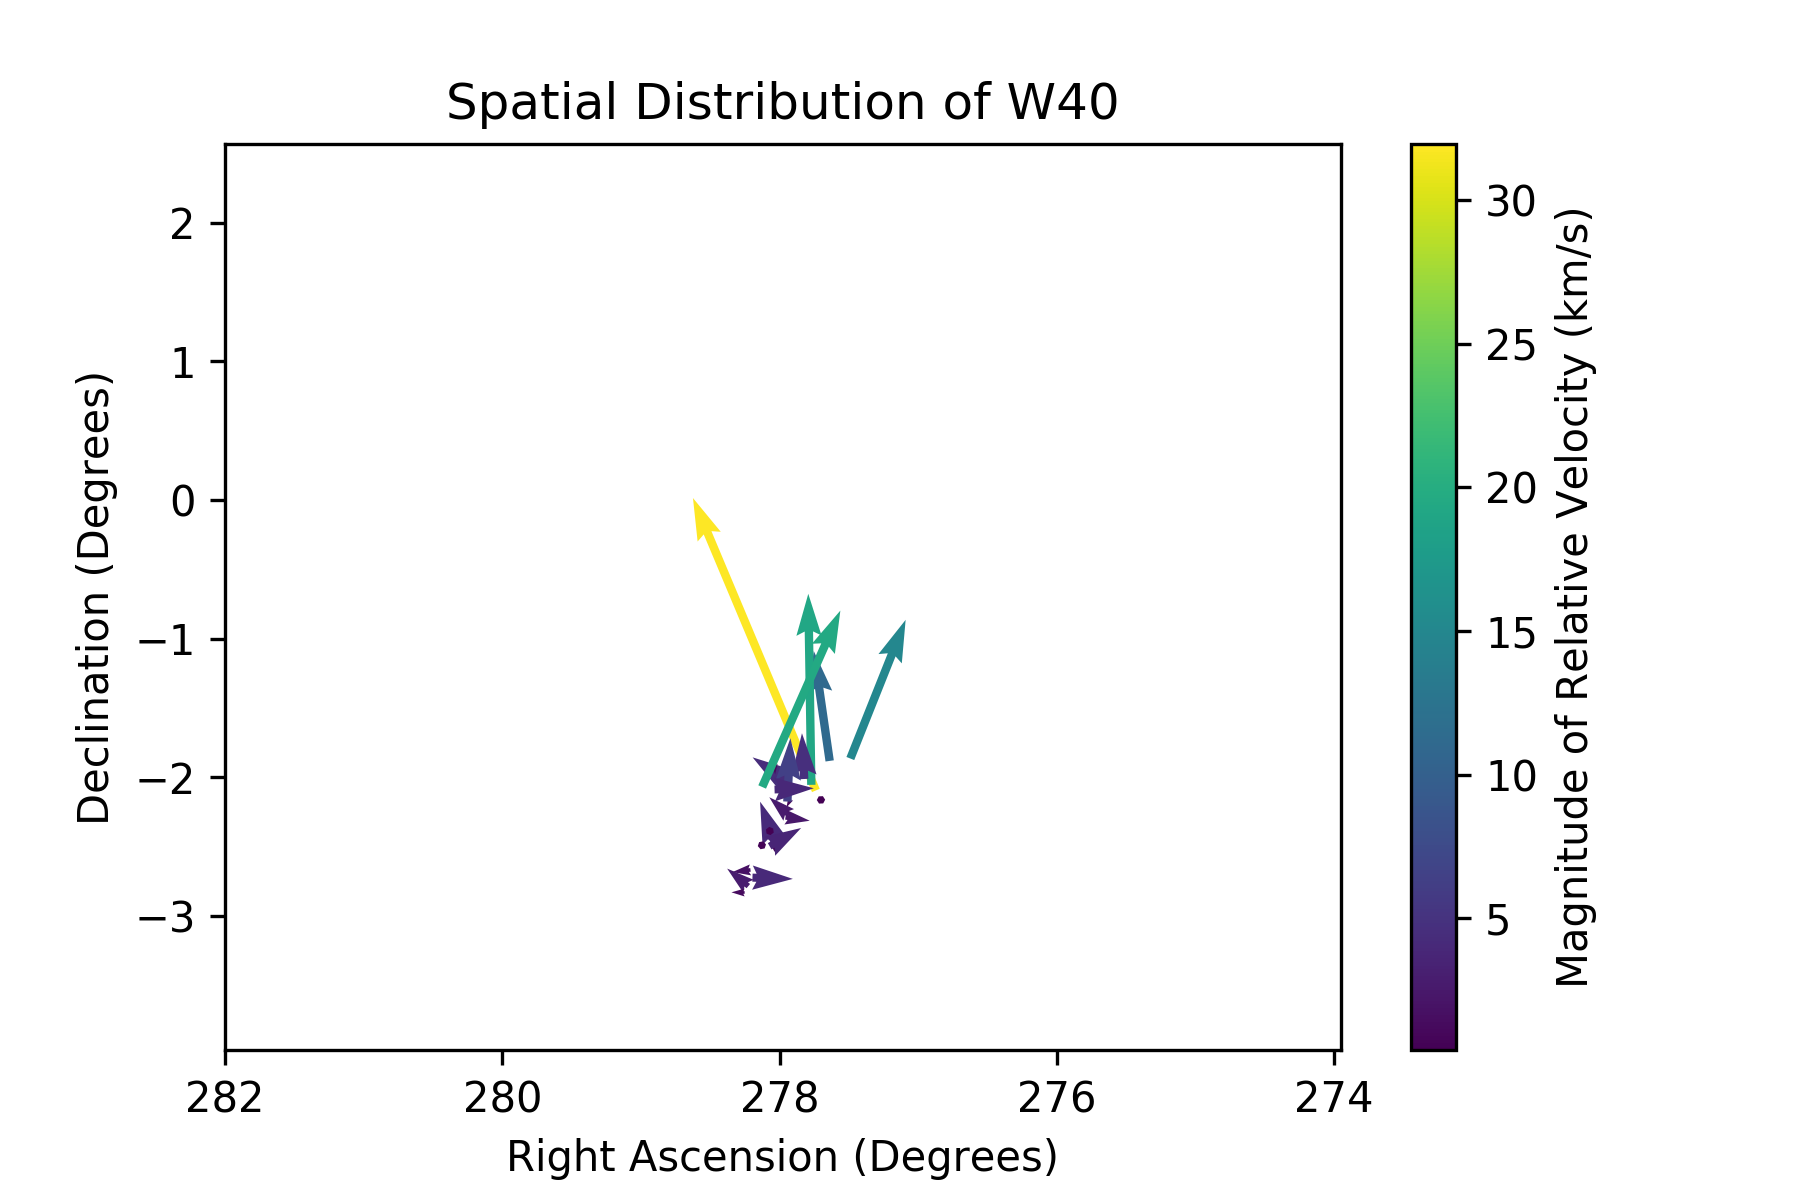 Spatial Distribution of W40
2
1
0
−1
−2
−3
Declination (Degrees)
282 280 278 276 274
Right Ascension (Degrees)
30
25
20
15
10
5
Magnitude of Relative Velocity (km/s)